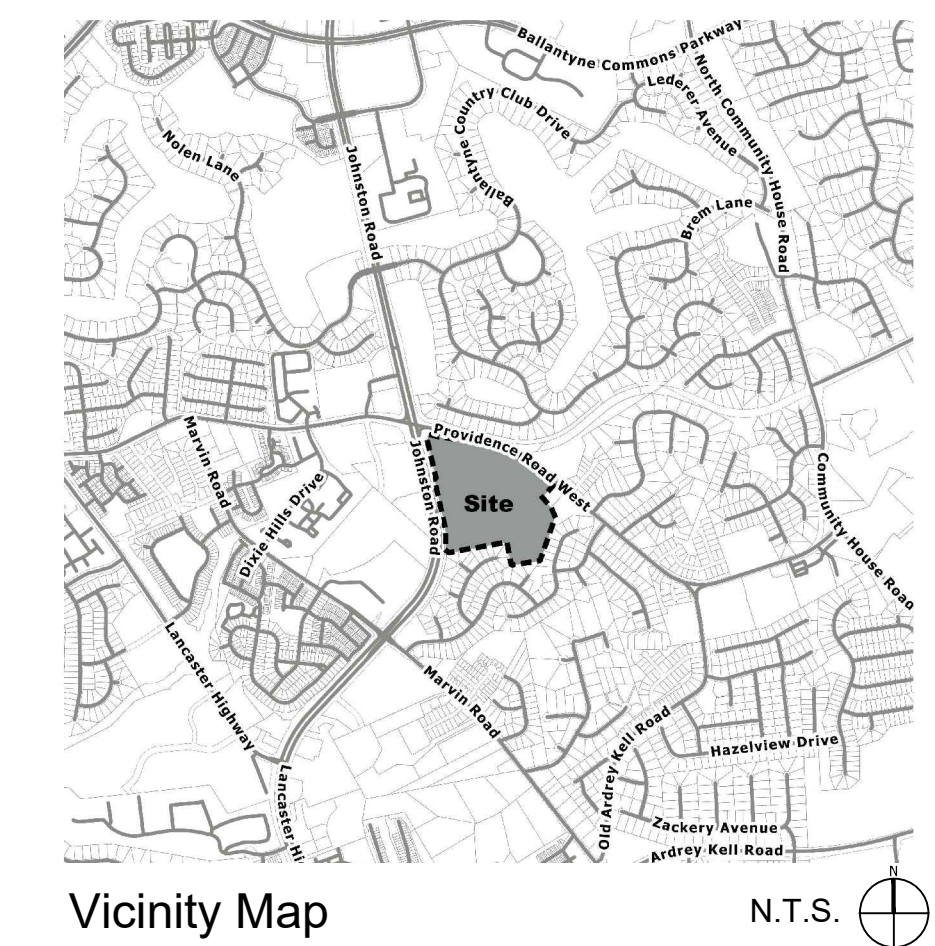 Ballantyne Commons Parkway
North Community House Road
Lederer Avenue
Ballantyne Country Club Drive
Nolen Lane
Johnston Road
Brem Lane
Marvin Road
Providence Road West
Johnston Road
Site
Dixie Hills Drive
Community House Road
Lancaster Highway
Marvin Road
Old Ardrey Kell Road
Hazelview Drive
Lancaster Hi
Zackery Avenue
Ardrey Kell Road
Vicinity Map
N.T.S.
N